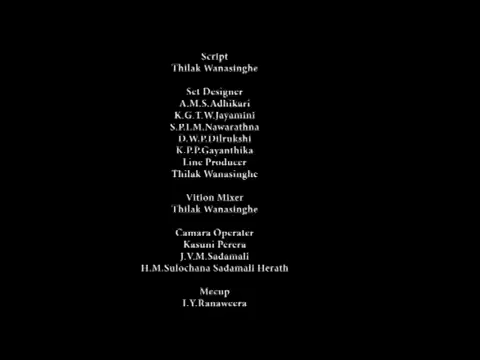 Script
Thilak Wanasinghe
Set Designer
A.M.S.Adhikari
K.G.T.W.Jayamini
S.P.I.M.Nawarathna
D.W.P.Dilrukshi
K.P.P.Gayanthika
Line Producer
Thilak Wanasinghe
Vition Mixer
Thilak Wanasinghe
Camara Operater
Kasuni Perera
J.V.M.Sadamali
H.M.Sulochana Sadamali Herath
Mecup
I.Y.Ranaweera